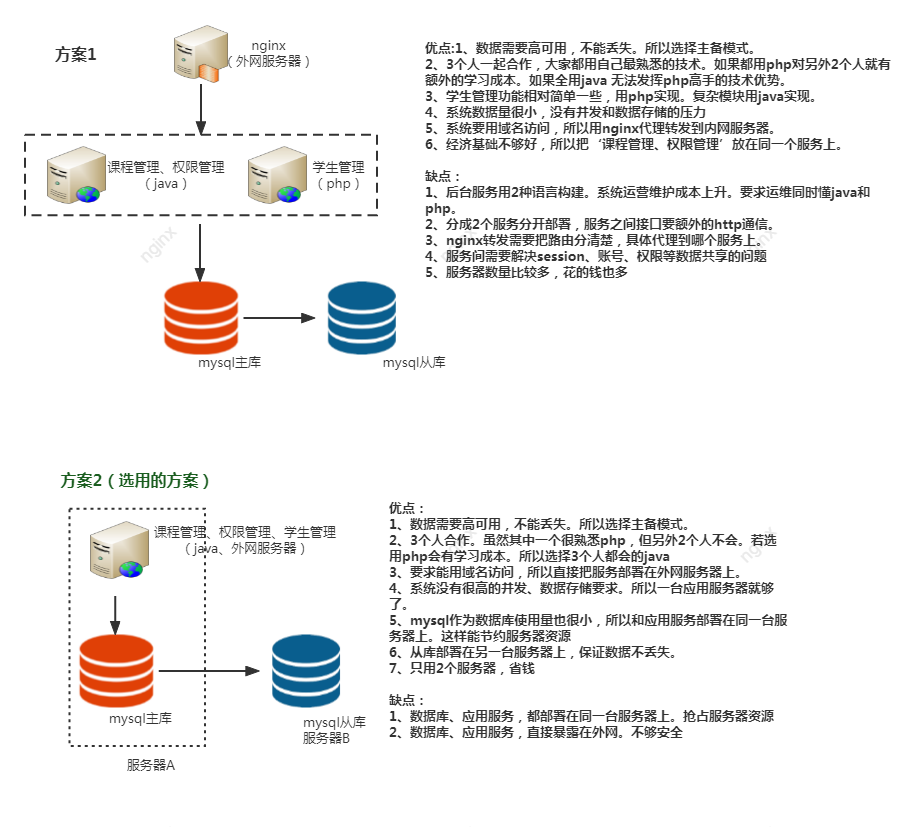 方案1
nginx
（外网服务器）
课程管理、权限管理
（java）
学生管理
（php）
mysql主库
mysql从库
优点:1、数据需要高可用，不能丢失。所以选择主备模式。
2、3个人一起合作，大家都用自己最熟悉的技术。如果都用php对另外2个人就有
额外的学习成本。如果全用java 无法发挥php高手的技术优势。
3、学生管理功能相对简单一些，用php实现。复杂模块用java实现。
4、系统数据量很小，没有并发和数据存储的压力
5、系统要用域名访问，所以用nginx代理转发到内网服务器。
6、经济基础不够好，所以把‘课程管理、权限管理’放在同一个服务上。
缺点：
1、后台服务用2种语言构建。系统运营维护成本上升。要求运维同时懂java和
php。
2、分成2个服务分开部署，服务之间接口要额外的http通信。
3、nginx转发需要把路由分清楚，具体代理到哪个服务上。
4、服务间需要解决session、账号、权限等数据共享的问题
5、服务器数量比较多，花的钱也多
nginx
nginx
方案2（选用的方案）
课程管理、权限管理、学生管理
（java、外网服务器）
mysql主库
mysql从库
服务器B
服务器A
优点：
1、数据需要高可用，不能丢失。所以选择主备模式。
2、3个人合作。虽然其中一个很熟悉php，但另外2个人不会。若选
用php会有学习成本。所以选择3个人都会的java
3、要求能用域名访问，所以直接把服务部署在外网服务器上。
4、系统没有很高的并发、数据存储要求。所以一台应用服务器就够
了。
5、mysql作为数据库使用量也很小，所以和应用服务部署在同一台服
务器上。这样能节约服务器资源
6、从库部署在另一台服务器上，保证数据不丢失。
7、只用2个服务器，省钱
缺点：
1、数据库、应用服务，都部署在同一台服务器上。抢占服务器资源
2、数据库、应用服务，直接暴露在外网。不够安全
nginx